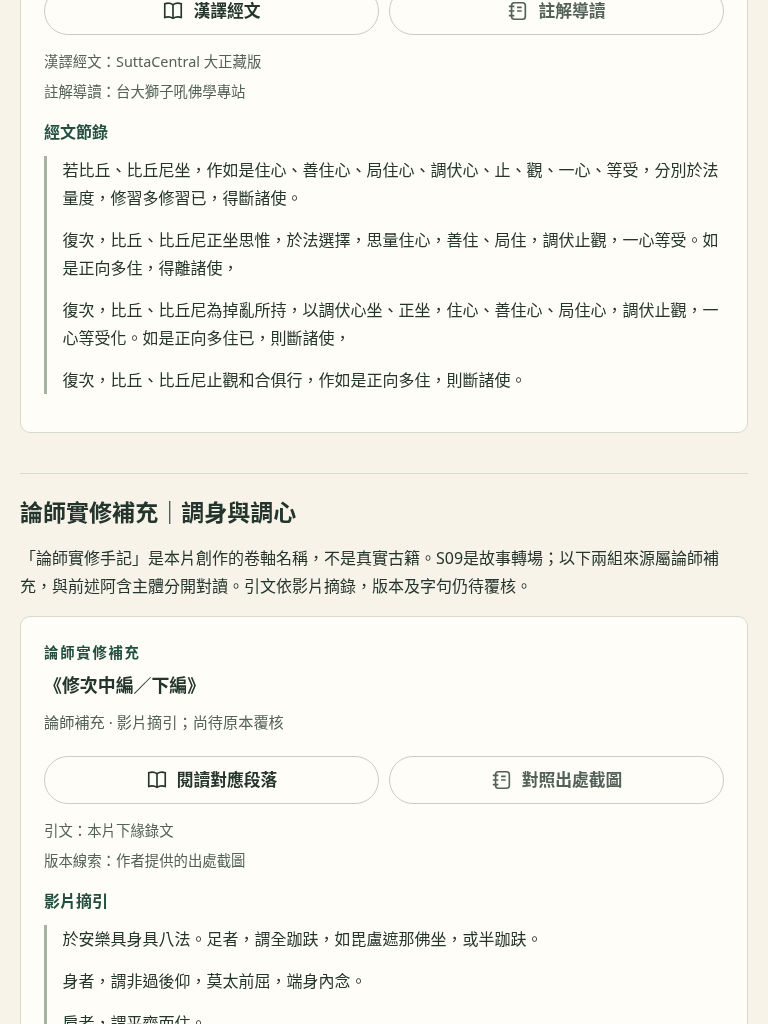 漢譯經文
註解導讀
漢譯經文：SuttaCentral 大正藏版
註解導讀：台大獅子吼佛學專站
經文節錄
若比丘、比丘尼坐，作如是住心、善住心、局住心、調伏心、止、觀、一心、等受，分別於法
量度，修習多修習已，得斷諸使。
復次，比丘、比丘尼正坐思惟，於法選擇，思量住心，善住、局住，調伏止觀，一心等受。如
是正向多住，得離諸使，
復次，比丘、比丘尼為掉亂所持，以調伏心坐、正坐，住心、善住心、局住心，調伏止觀，一
心等受化。如是正向多住已，則斷諸使，
復次，比丘、比丘尼止觀和合俱行，作如是正向多住，則斷諸使。
論師實修補充｜調身與調心
「論師實修手記」是本片創作的卷軸名稱，不是真實古籍。S09是故事轉場；以下兩組來源屬論師補
充，與前述阿含主體分開對讀。引文依影片摘錄，版本及字句仍待覆核。
論師實修補充
《修次中編／下編》
論師補充 · 影片摘引；尚待原本覆核
閱讀對應段落
對照出處截圖
引文：本片下緣錄文
版本線索：作者提供的出處截圖
影片摘引
於安樂具身具八法。足者，謂全跏趺，如毘盧遮那佛坐，或半跏趺。
身者，謂非過後仰，莫太前屈，端身內念。
肩者，謂平齊而住。